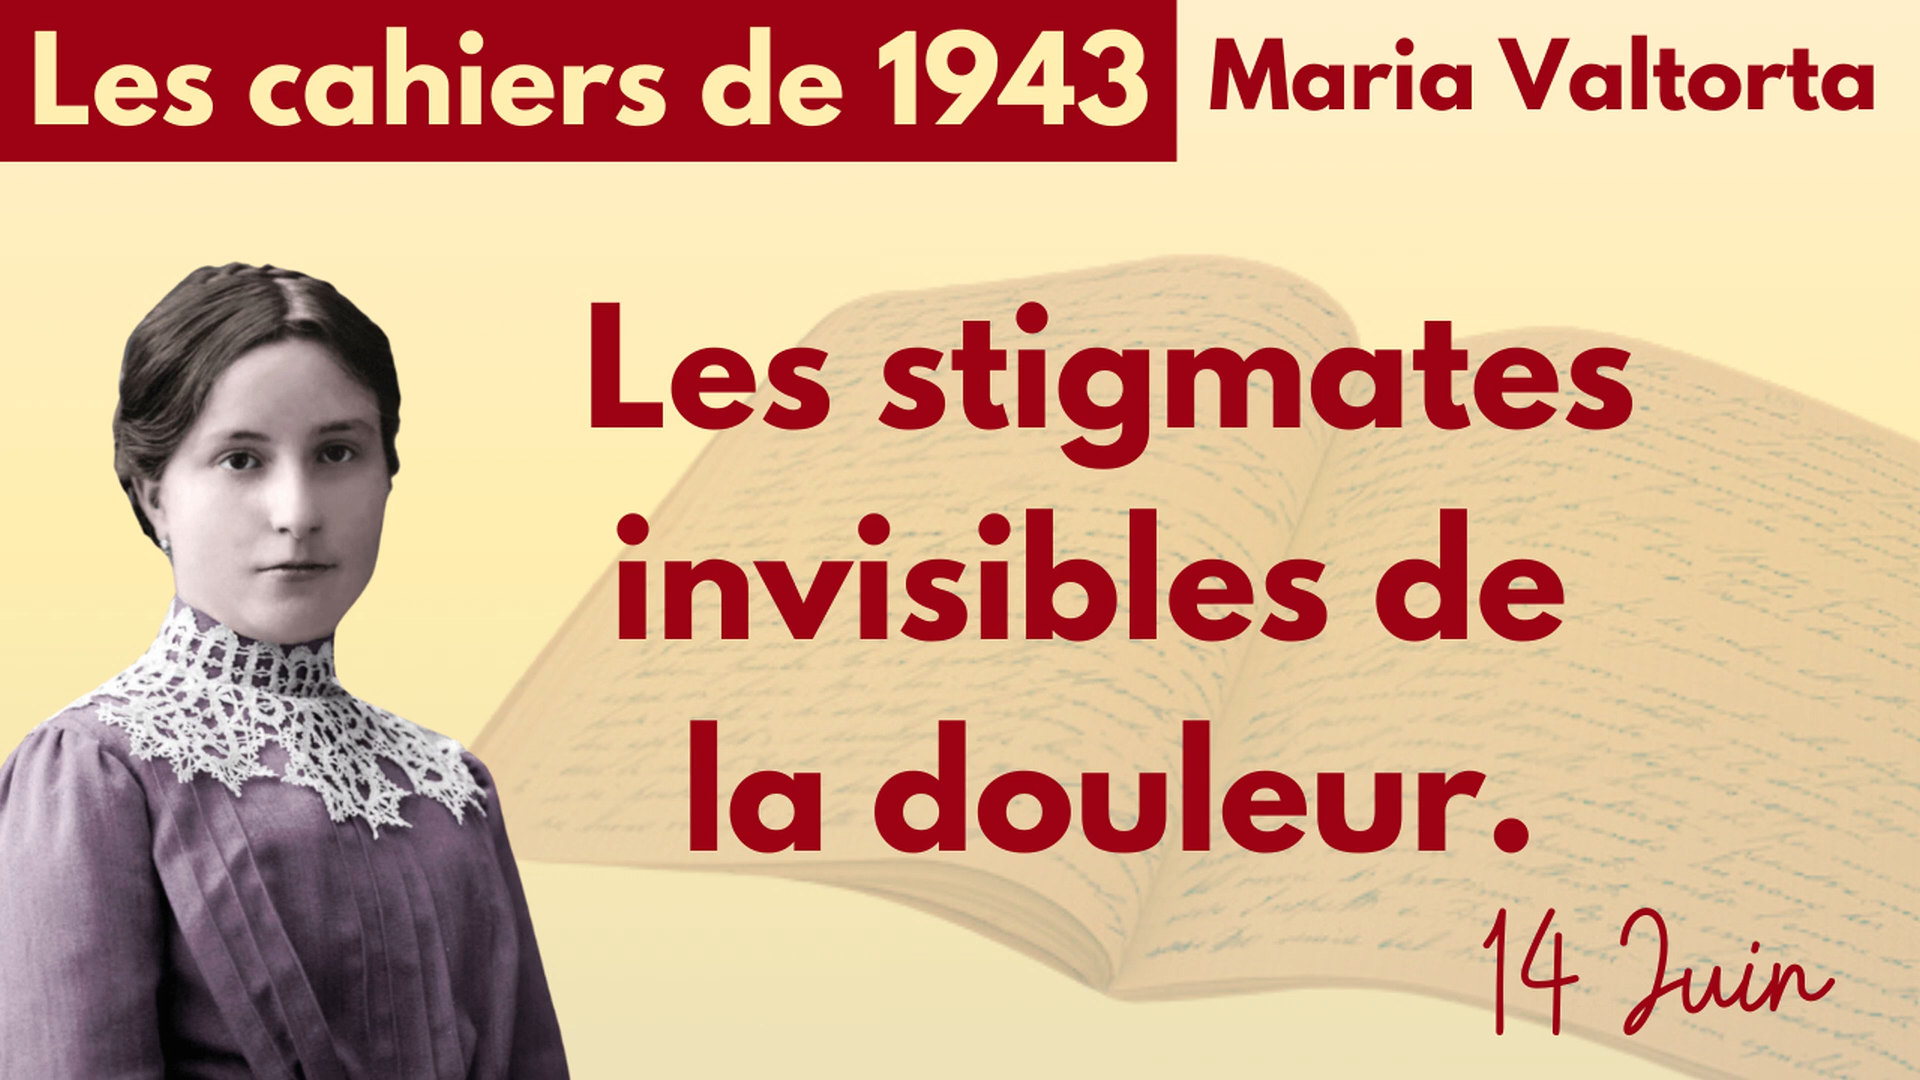 Les cahiers de 1943
Maria Valtorta
Les stigmates
invisibles de
la douleur.
14 Juin